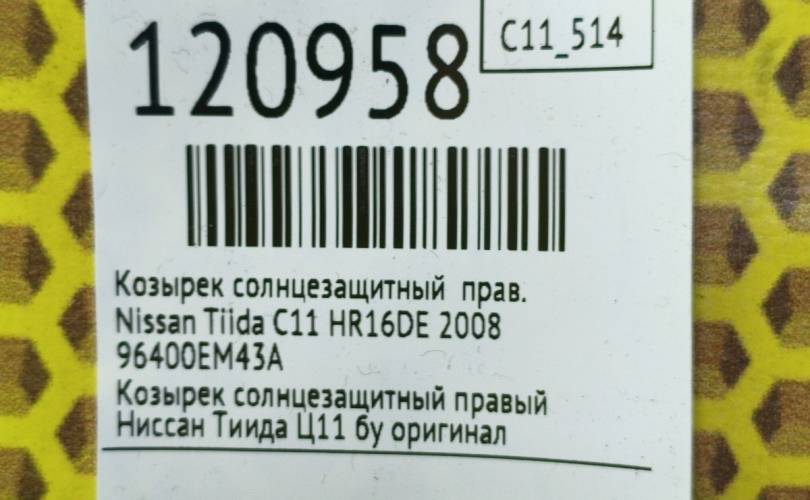 120958
C11_514
Козырек солнцезащитный прав.
Nissan Tiida C11 HR16DE 2008
96400EM43A
Козырек солнцезащитный правый
Ниссан Тиида Ц11 бу оригинал